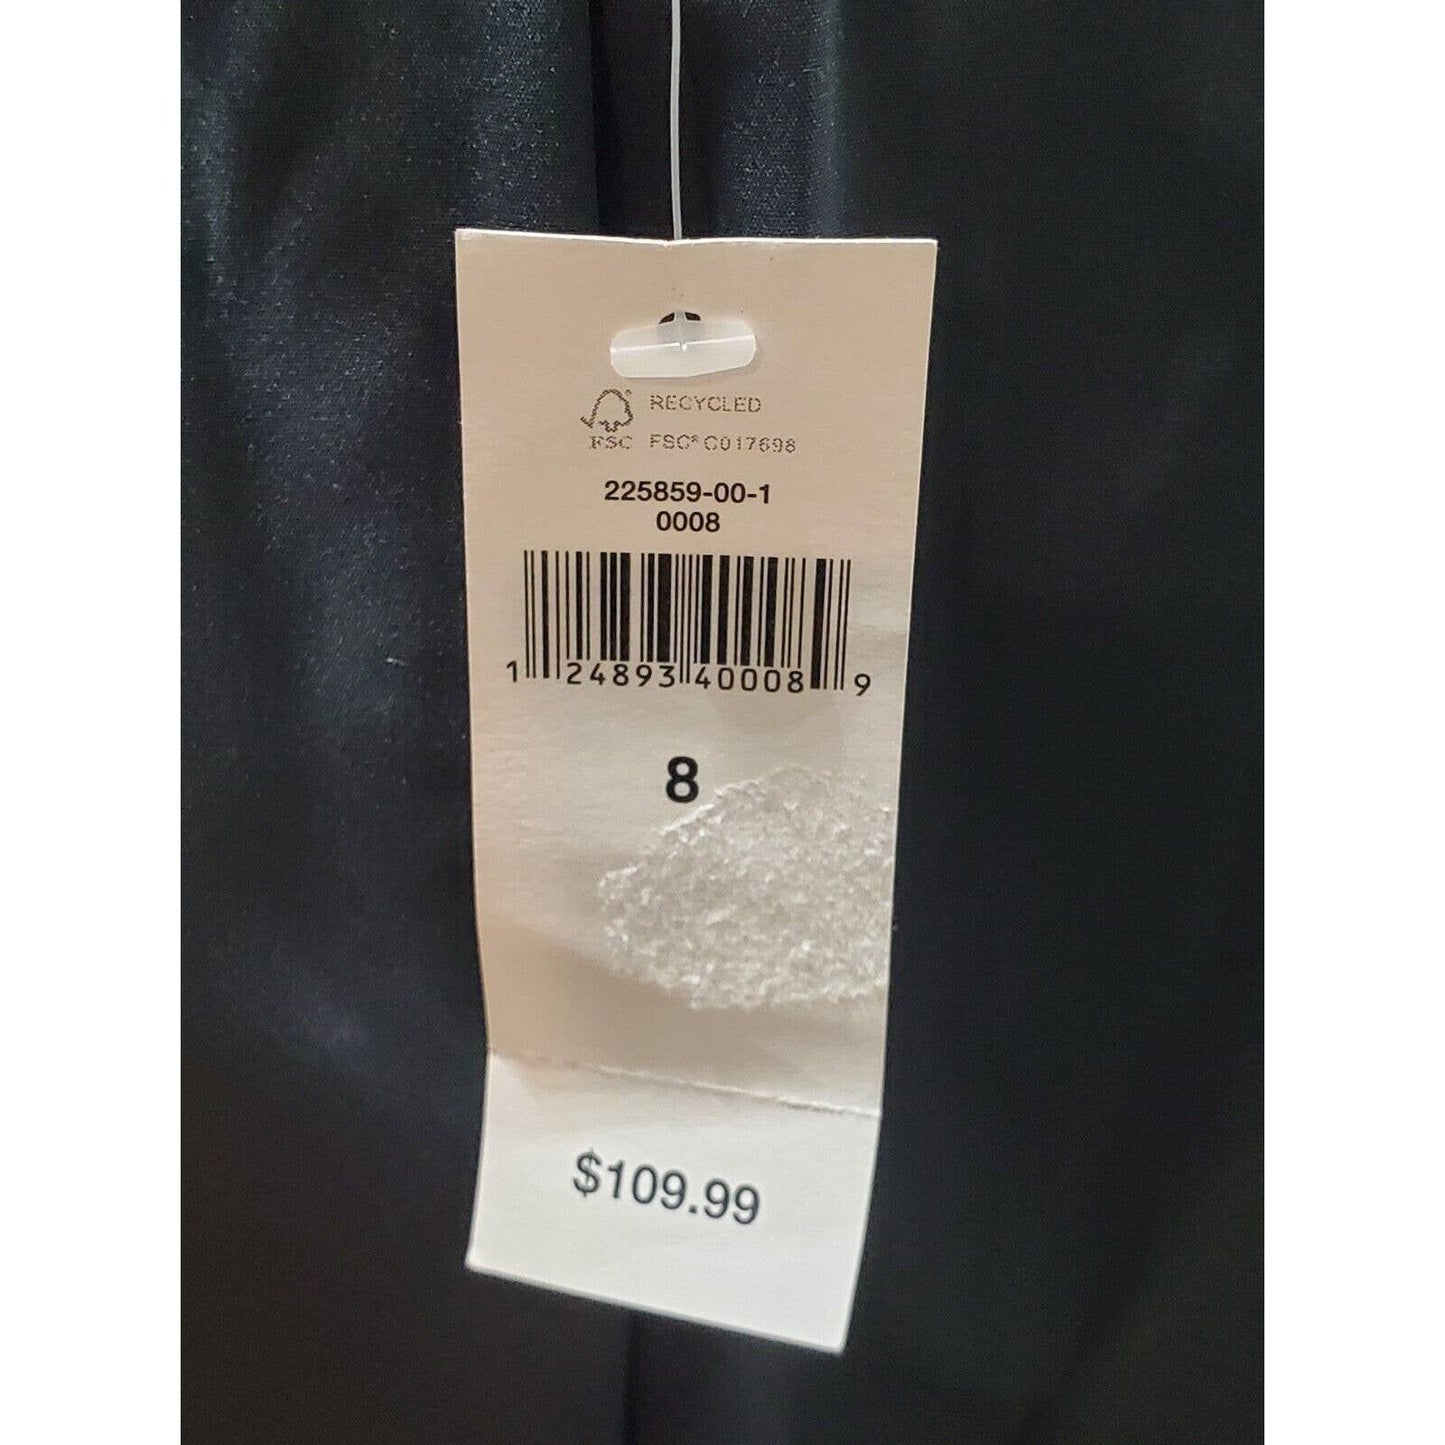 RECYCLED
FSC FSC® C017698
225859-00-1
0008
1 24893 40008 9
8
$109.99